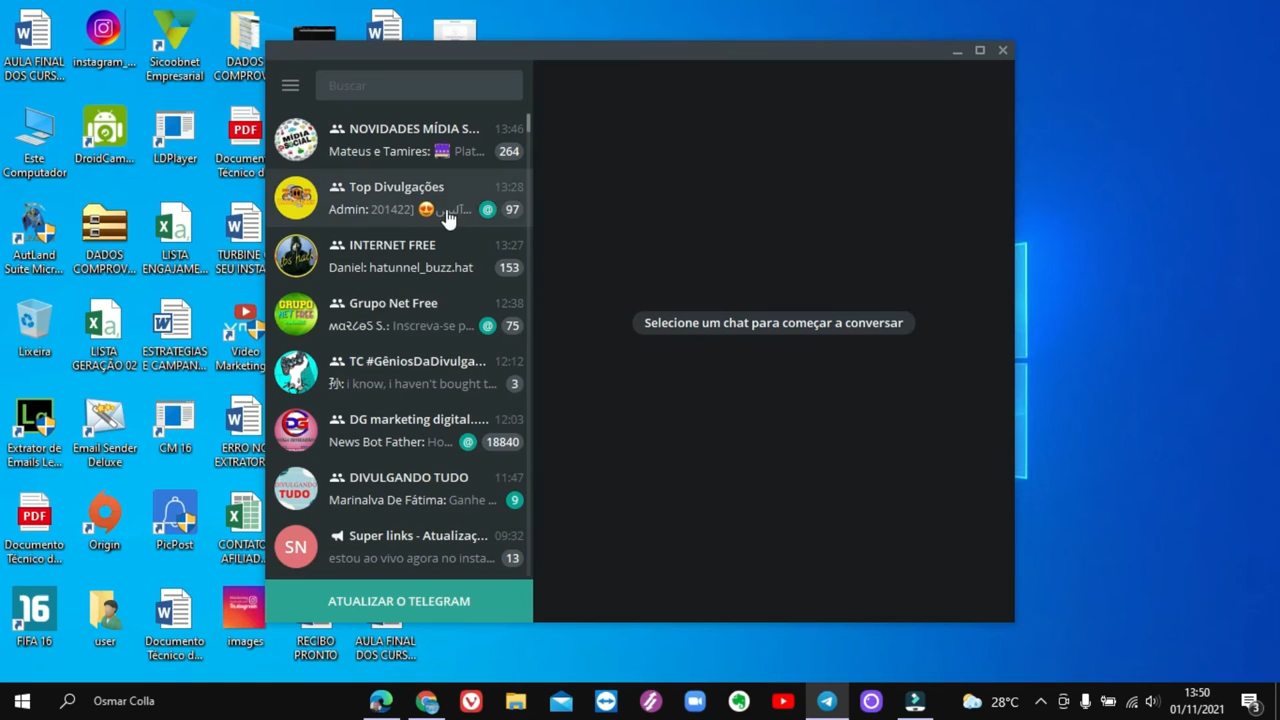 AULA FINAL
DOS CURS...
instagram_...
Sicoobnet
Empresarial
DADOS
COMPROV
Este
Computador
DroidCam...
LDPlayer
Document
Técnico d
AutLand
Suite Micr...
DADOS
COMPROV...
LISTA
ENGAJAME...
TURBINE
SEU INSTA
Lixeira
LISTA
GERAÇÃO 02
ESTRATEGIAS
E CAMPAN...
Video
Marketing
Extrator de
Emails Le...
Email Sender
Deluxe
CM 16
ERRO NO
EXTRATOR
Documento
Técnico d...
Origin
PicPost
CONTATO
AFILIAD
FIFA 16
user
Documento
Técnico d...
images
RECIBO
PRONTO
AULA FINAL
DOS CURS...
Buscar
NOVIDADES MÍDIA S... 13:46
Mateus e Tamires: Plat... 264
Top Divulgações 13:28
Admin: 201422] @ 97
INTERNET FREE 13:27
Daniel: hatunnel_buzz.hat 153
Grupo Net Free 12:38
Inscreva-se p... @ 75
TC #GêniosDaDivulga... 12:12
孙: i know, i haven't bought t... 3
DG marketing digital..... 12:03
News Bot Father: Ho... @ 18840
DIVULGANDO TUDO 11:47
Marinalva De Fátima: Ganhe ... 9
SN
Super links - Atualizaç... 09:32
estou ao vivo agora no insta... 13
ATUALIZAR O TELEGRAM
Selecione um chat para começar a conversar
Osmar Colla
28°C
13:50
01/11/2021
3